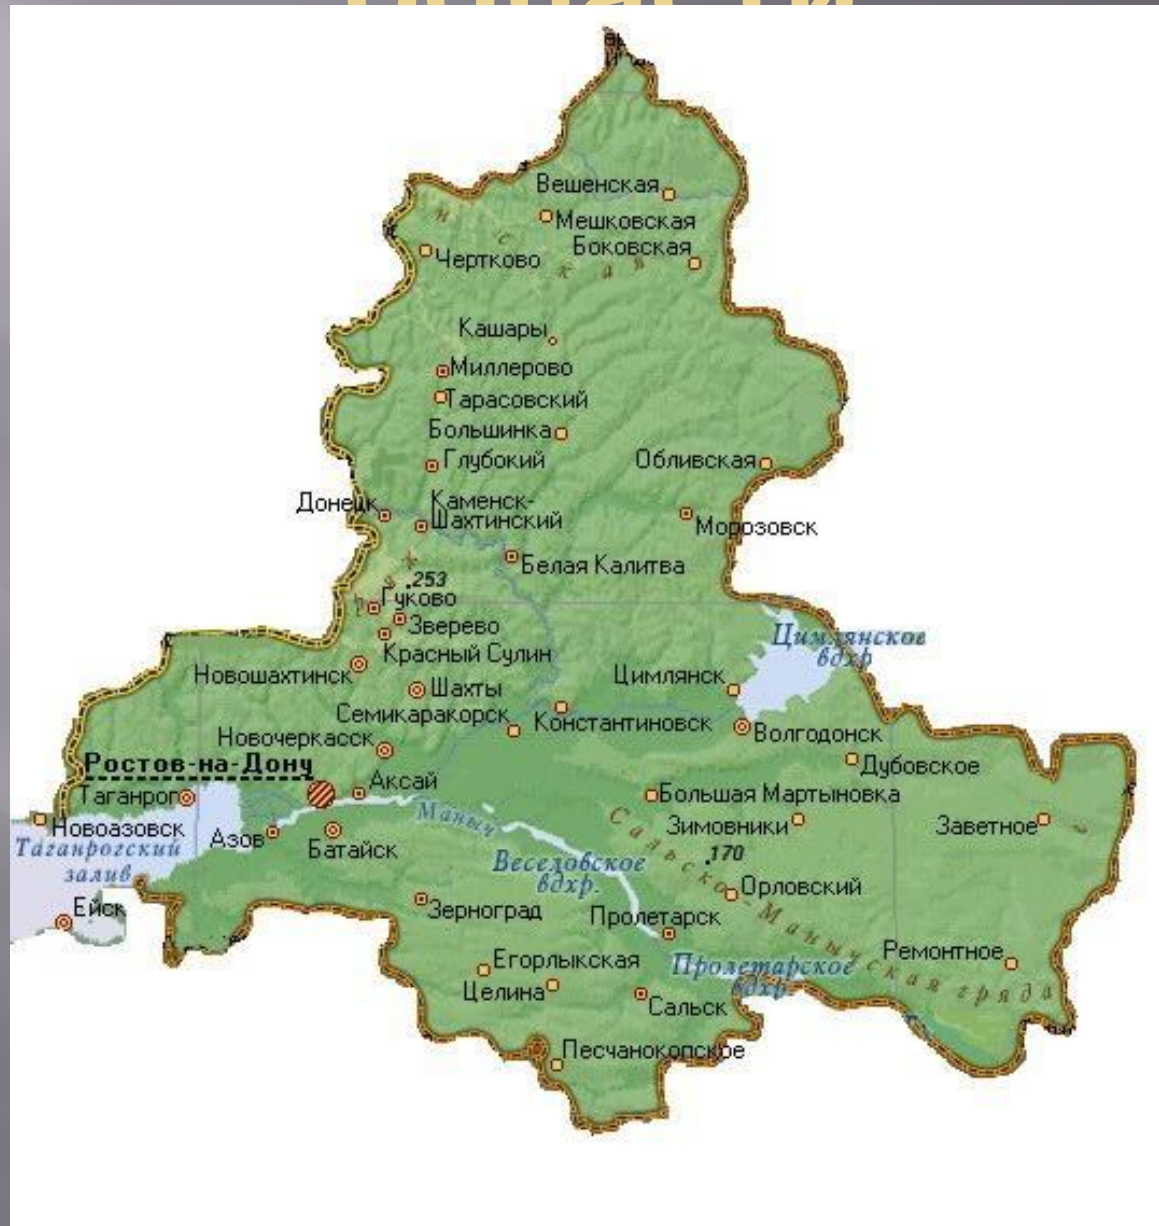 области
Вешенская
Мешковская
Боковская
Чертково
Кашары
Миллерово
Тарасовский
Большинка
Глубокий
Обливская
Донецк
Каменск-
Шахтинский
Морозовск
Белая Калитва
.253
Гуково
Зверево
Красный Сулин
Цимлянское
вдхр
Новошахтинск
Шахты
Цимлянск
Семикаракорск
Константиновск
Волгодонск
Новочеркасск
Дубовское
Ростов-на-Дону
Аксай
Таганрог
Большая Мартыновка
Новоазовск
Азов
Батайск
Маныч
Зимовники
Заветное
Таганрогский
залив
Веселовское
вдхр.
.170
Орловский
Сальско-Манычская гряда
Ейск
Зерноград
Пролетарск
Егорлыкская
Целина
Пролетарское
вдхр.
Ремонтное
Сальск
Песчанокопское